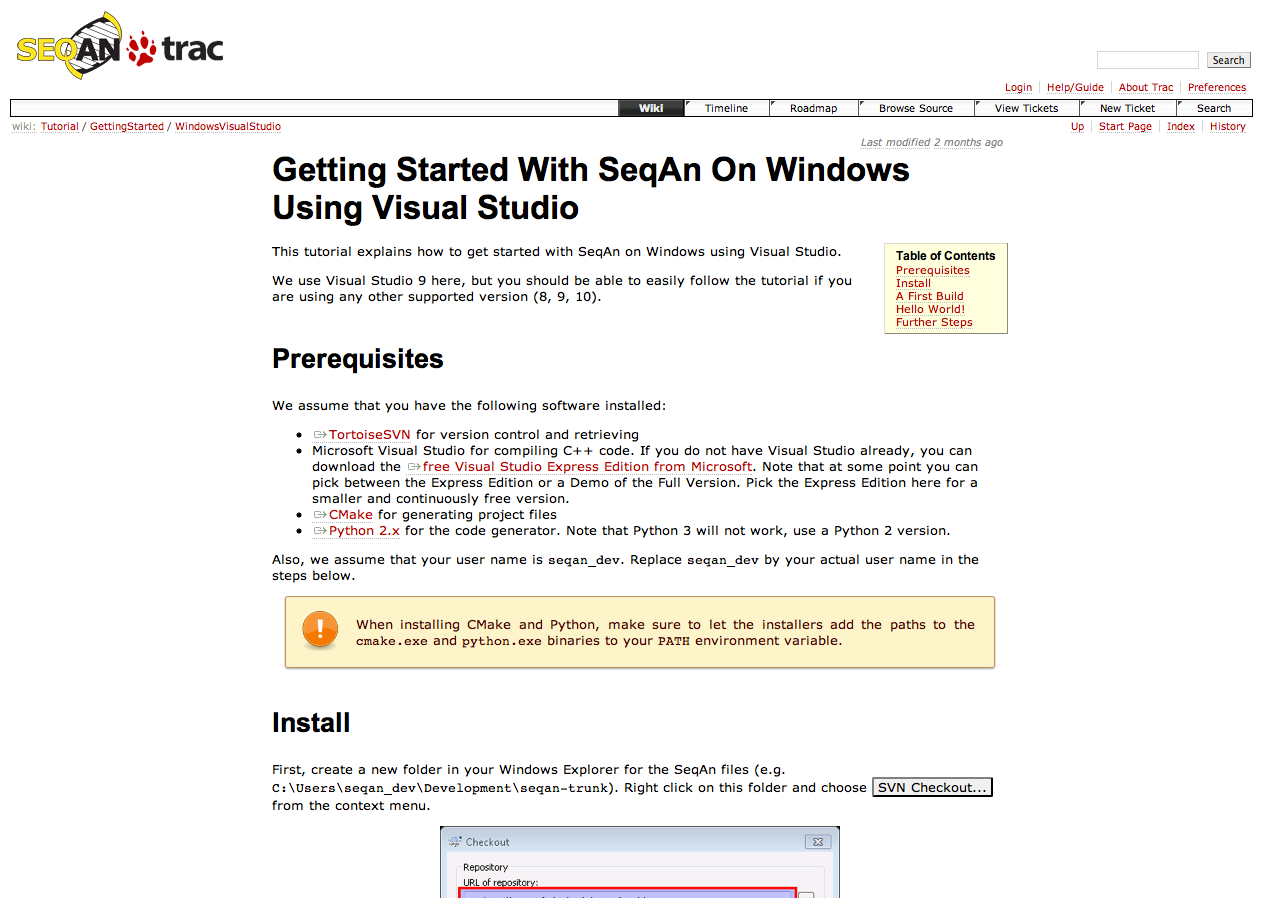 SEQAN trac
Search
Login Help/Guide About Trac Preferences
Wiki Timeline Roadmap Browse Source View Tickets New Ticket Search
wiki: Tutorial / GettingStarted / WindowsVisualStudio
Up Start Page Index History
Last modified 2 months ago
Getting Started With SeqAn On Windows
Using Visual Studio
This tutorial explains how to get started with SeqAn on Windows using Visual Studio.
We use Visual Studio 9 here, but you should be able to easily follow the tutorial if you
are using any other supported version (8, 9, 10).
Table of Contents
Prerequisites
Install
A First Build
Hello World!
Further Steps
Prerequisites
We assume that you have the following software installed:
• TortoiseSVN for version control and retrieving
• Microsoft Visual Studio for compiling C++ code. If you do not have Visual Studio already, you can
download the free Visual Studio Express Edition from Microsoft. Note that at some point you can
pick between the Express Edition or a Demo of the Full Version. Pick the Express Edition here for a
smaller and continuously free version.
• CMake for generating project files
• Python 2.x for the code generator. Note that Python 3 will not work, use a Python 2 version.
Also, we assume that your user name is seqan_dev. Replace seqan_dev by your actual user name in the
steps below.
When installing CMake and Python, make sure to let the installers add the paths to the
cmake.exe and python.exe binaries to your PATH environment variable.
Install
First, create a new folder in your Windows Explorer for the SeqAn files (e.g.
C:\Users\seqan_dev\Development\seqan-trunk). Right click on this folder and choose SVN Checkout...
from the context menu.
Checkout
Repository
URL of repository: